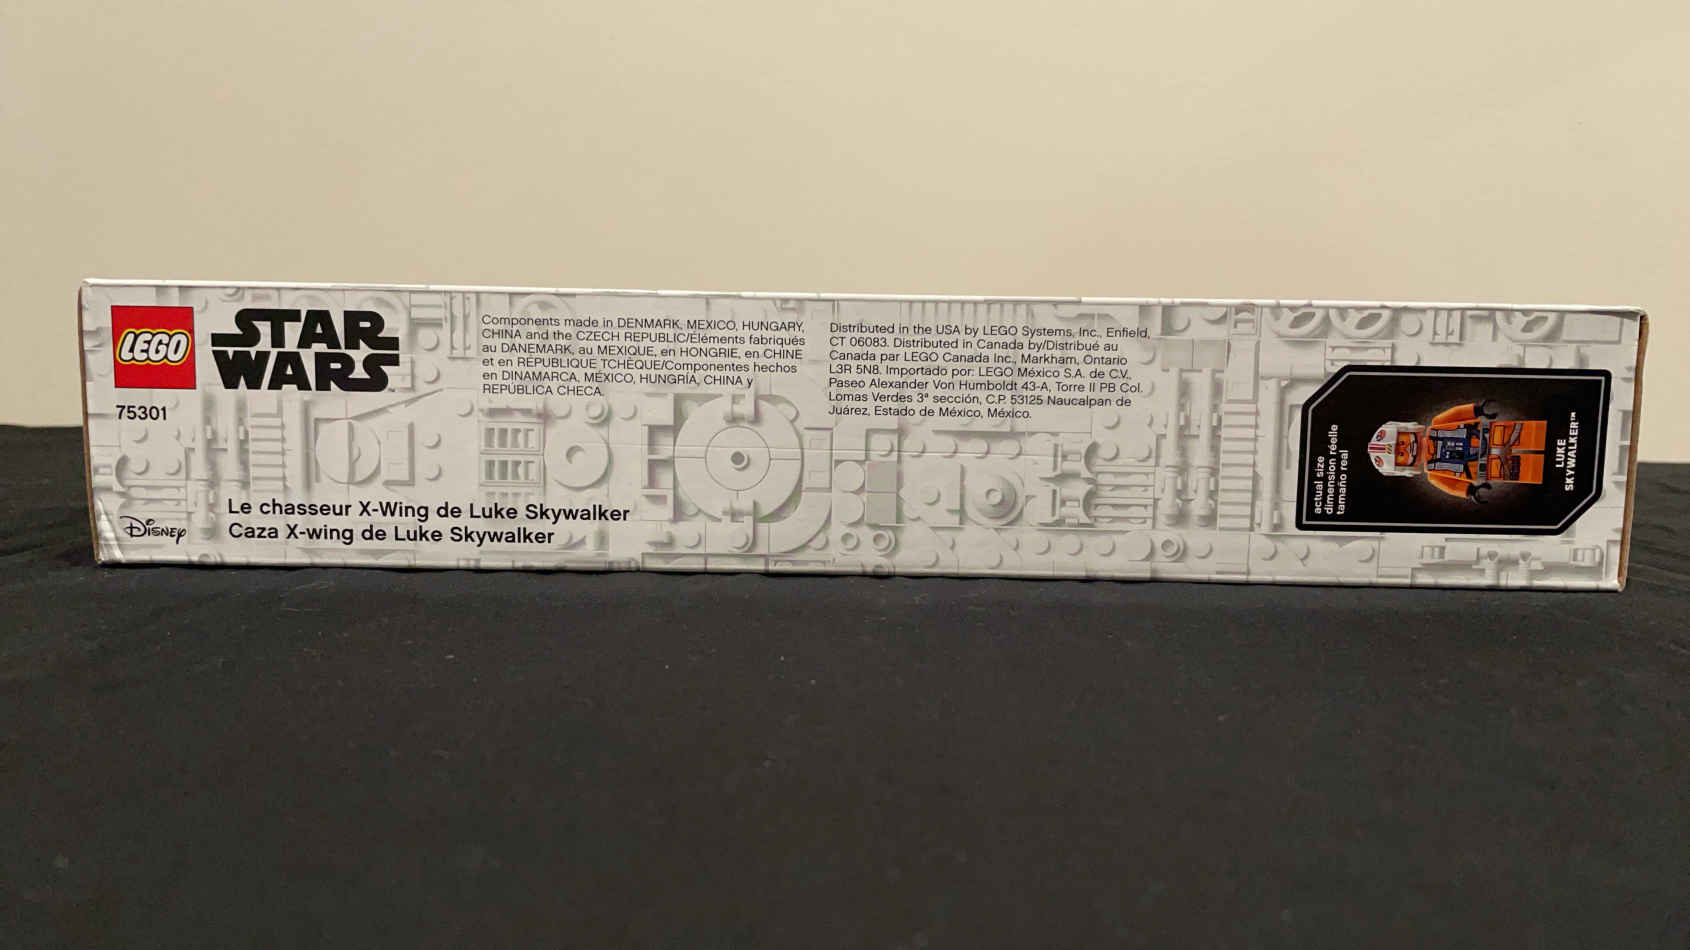 LEGO
STAR
WARS™
75301
Components made in DENMARK, MEXICO, HUNGARY,
CHINA and the CZECH REPUBLIC/Éléments fabriqués
au DANEMARK, au MEXIQUE, en HONGRIE, en CHINE
et en RÉPUBLIQUE TCHÈQUE/Componentes hechos
en DINAMARCA, MÉXICO, HUNGRÍA, CHINA y
REPÚBLICA CHECA.
Distributed in the USA by LEGO Systems, Inc., Enfield,
CT 06083. Distributed in Canada by/Distribué au
Canada par LEGO Canada Inc., Markham, Ontario
L3R 5N8. Importado por: LEGO México S.A. de C.V.,
Paseo Alexander Von Humboldt 43-A, Torre II PB Col.
Lomas Verdes 3ª sección, C.P. 53125 Naucalpan de
Juárez, Estado de México, México.
Disney
Le chasseur X-Wing de Luke Skywalker
Caza X-wing de Luke Skywalker
actual size
dimension réelle
tamaño real
LUKE
SKYWALKER™